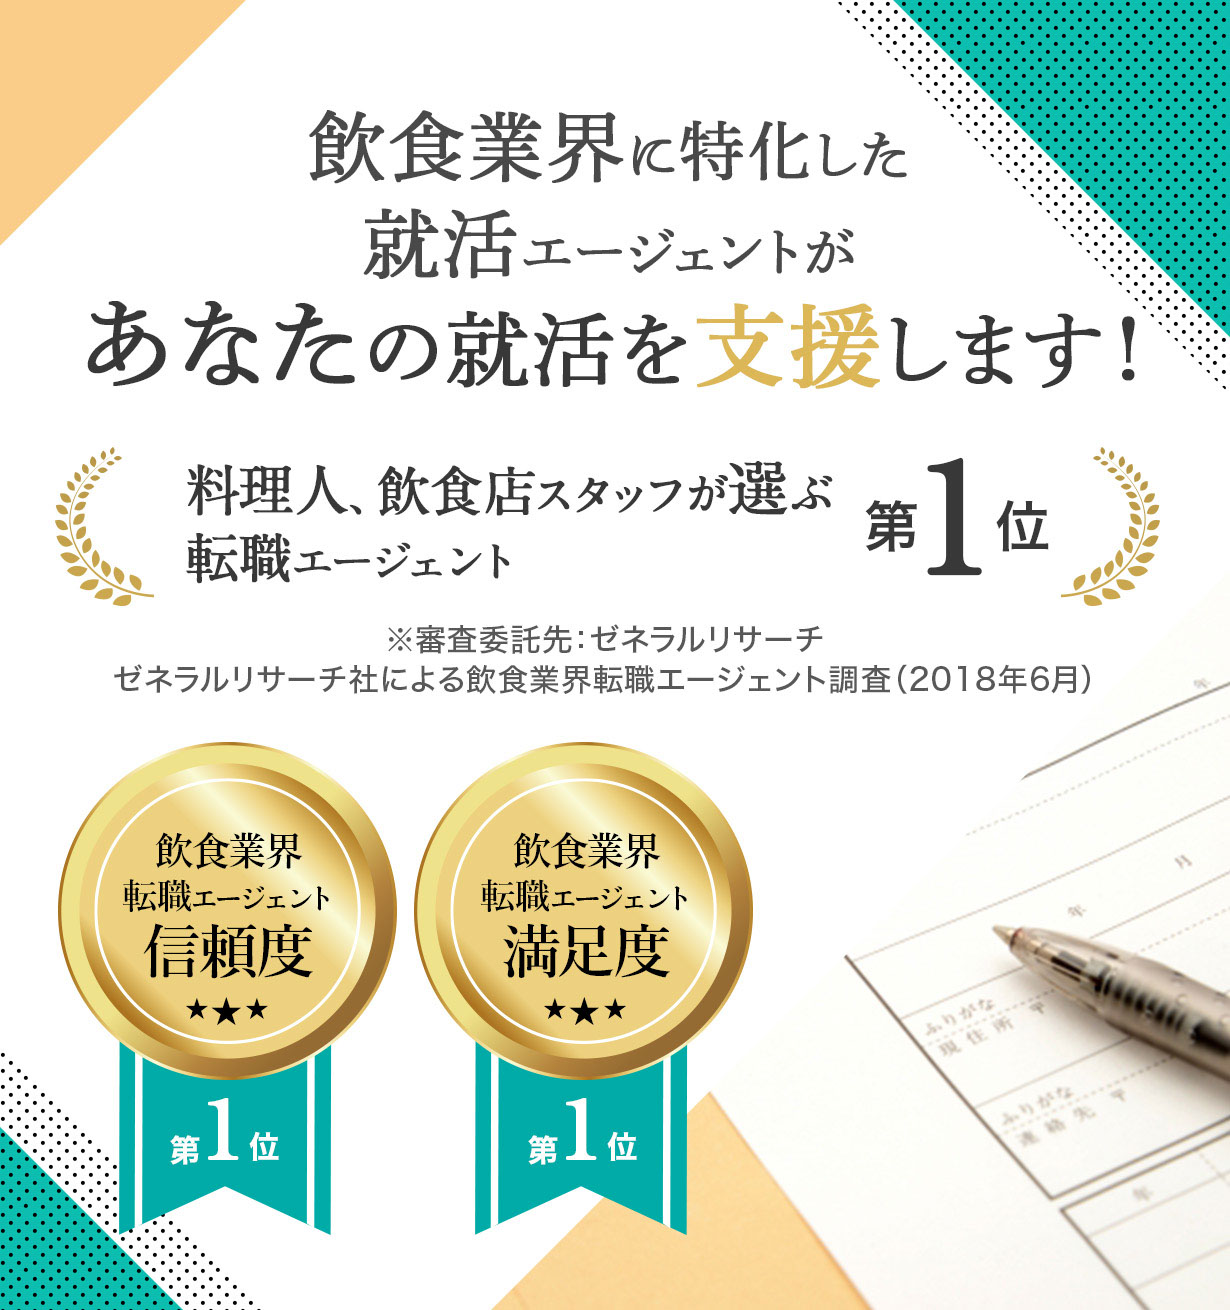 飲食業界に特化した
就活エージェントが
あなたの就活を支援します!
料理人、飲食店スタッフが選ぶ
転職エージェント
第1位
※審査委託先:ゼネラルリサーチ
ゼネラルリサーチ社による飲食業界転職エージェント調査(2018年6月)
飲食業界
転職エージェント
信頼度
★★★
第1位
飲食業界
転職エージェント
満足度
★★★
第1位
年
月
年
ふりがな
現住所 〒
ふりがな
連絡先 〒
年